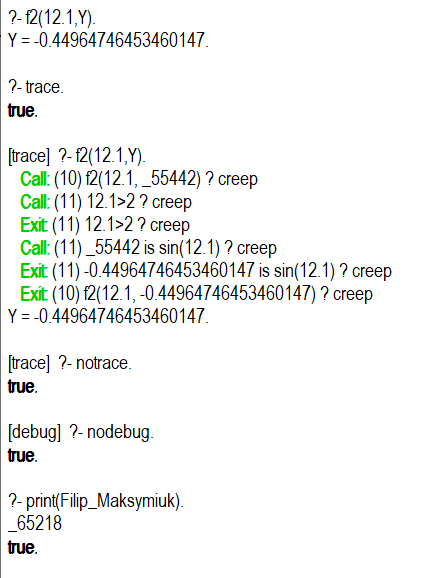 ?- f2(12.1,Y).
Y = -0.44964746453460147.
?- trace.
true.
[trace]  ?- f2(12.1,Y).
Call: (10) f2(12.1, _55442) ? creep
Call: (11) 12.1>2 ? creep
Exit: (11) 12.1>2 ? creep
Call: (11) _55442 is sin(12.1) ? creep
Exit: (11) -0.44964746453460147 is sin(12.1) ? creep
Exit: (10) f2(12.1, -0.44964746453460147) ? creep
Y = -0.44964746453460147.
[trace]  ?- notrace.
true.
[debug]  ?- nodebug.
true.
?- print(Filip_Maksymiuk).
_65218
true.